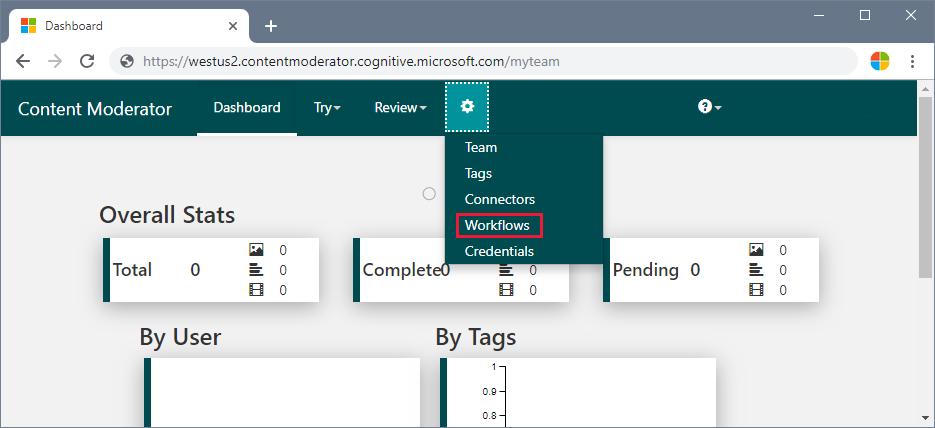 Dashboard
https://westus2.contentmoderator.cognitive.microsoft.com/myteam
Content Moderator Dashboard Try Review
Team
Tags
Connectors
Workflows
Credentials
Overall Stats
Total 0 0 0 0
Complete 0 0 0 0
Pending 0 0 0 0
By User
By Tags
1
0.9
0.8